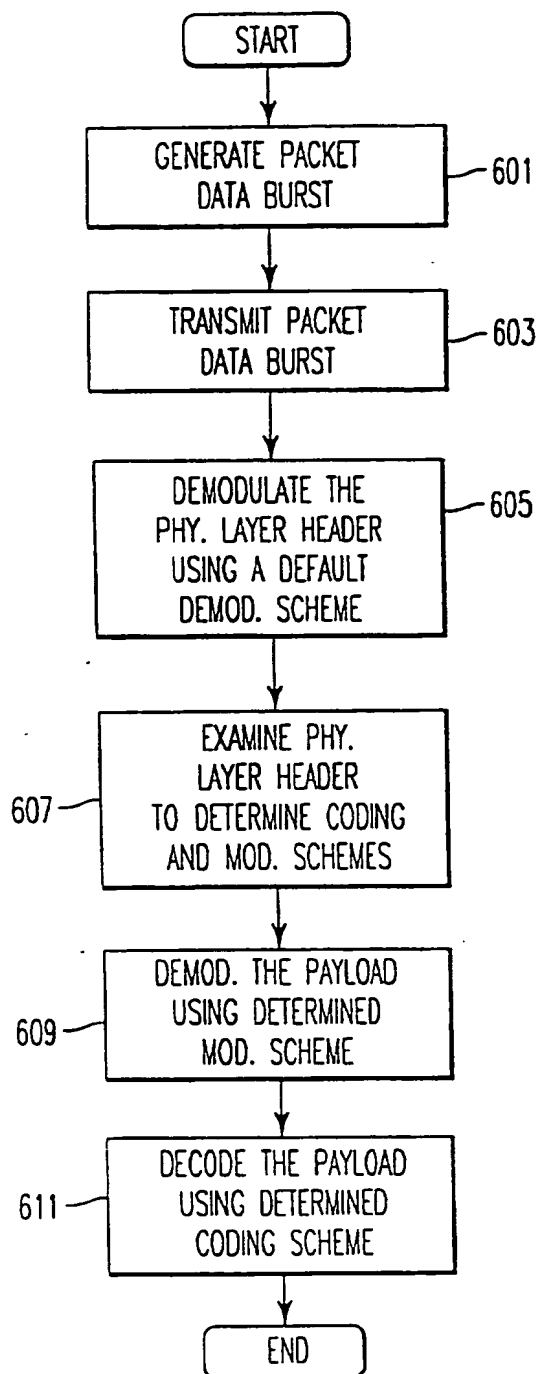 START
GENERATE PACKET
DATA BURST
601
TRANSMIT PACKET
DATA BURST
603
DEMODULATE THE
PHY. LAYER HEADER
USING A DEFAULT
DEMOD. SCHEME
605
EXAMINE PHY.
LAYER HEADER
TO DETERMINE CODING
AND MOD. SCHEMES
607
DEMOD. THE PAYLOAD
USING DETERMINED
MOD. SCHEME
609
DECODE THE PAYLOAD
USING DETERMINED
CODING SCHEME
611
END